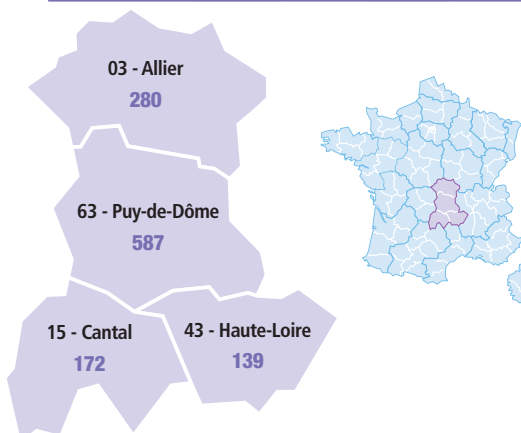 03 - Allier
280
63 - Puy-de-Dôme
587
15 - Cantal
172
43 - Haute-Loire
139